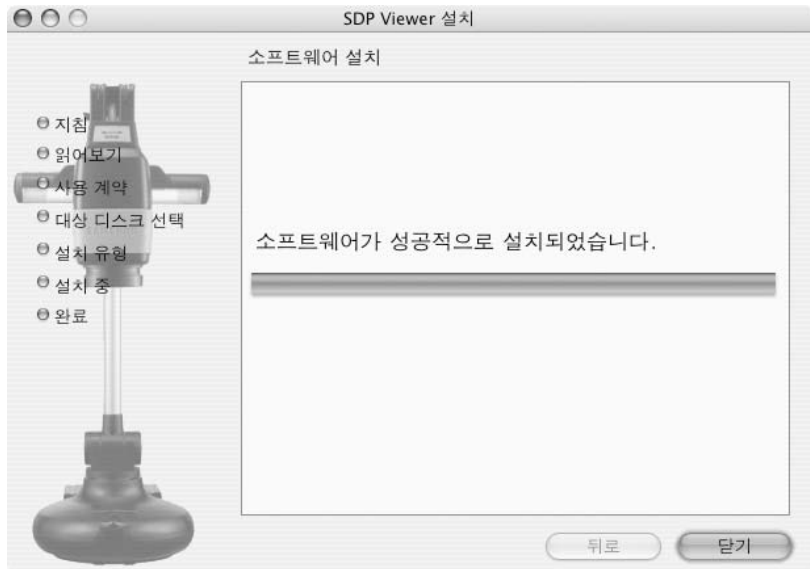 SDP Viewer 설치
소프트웨어 설치
지침
읽어보기
사용 계약
대상 디스크 선택
설치 유형
설치 중
완료
소프트웨어가 성공적으로 설치되었습니다.
뒤로
닫기